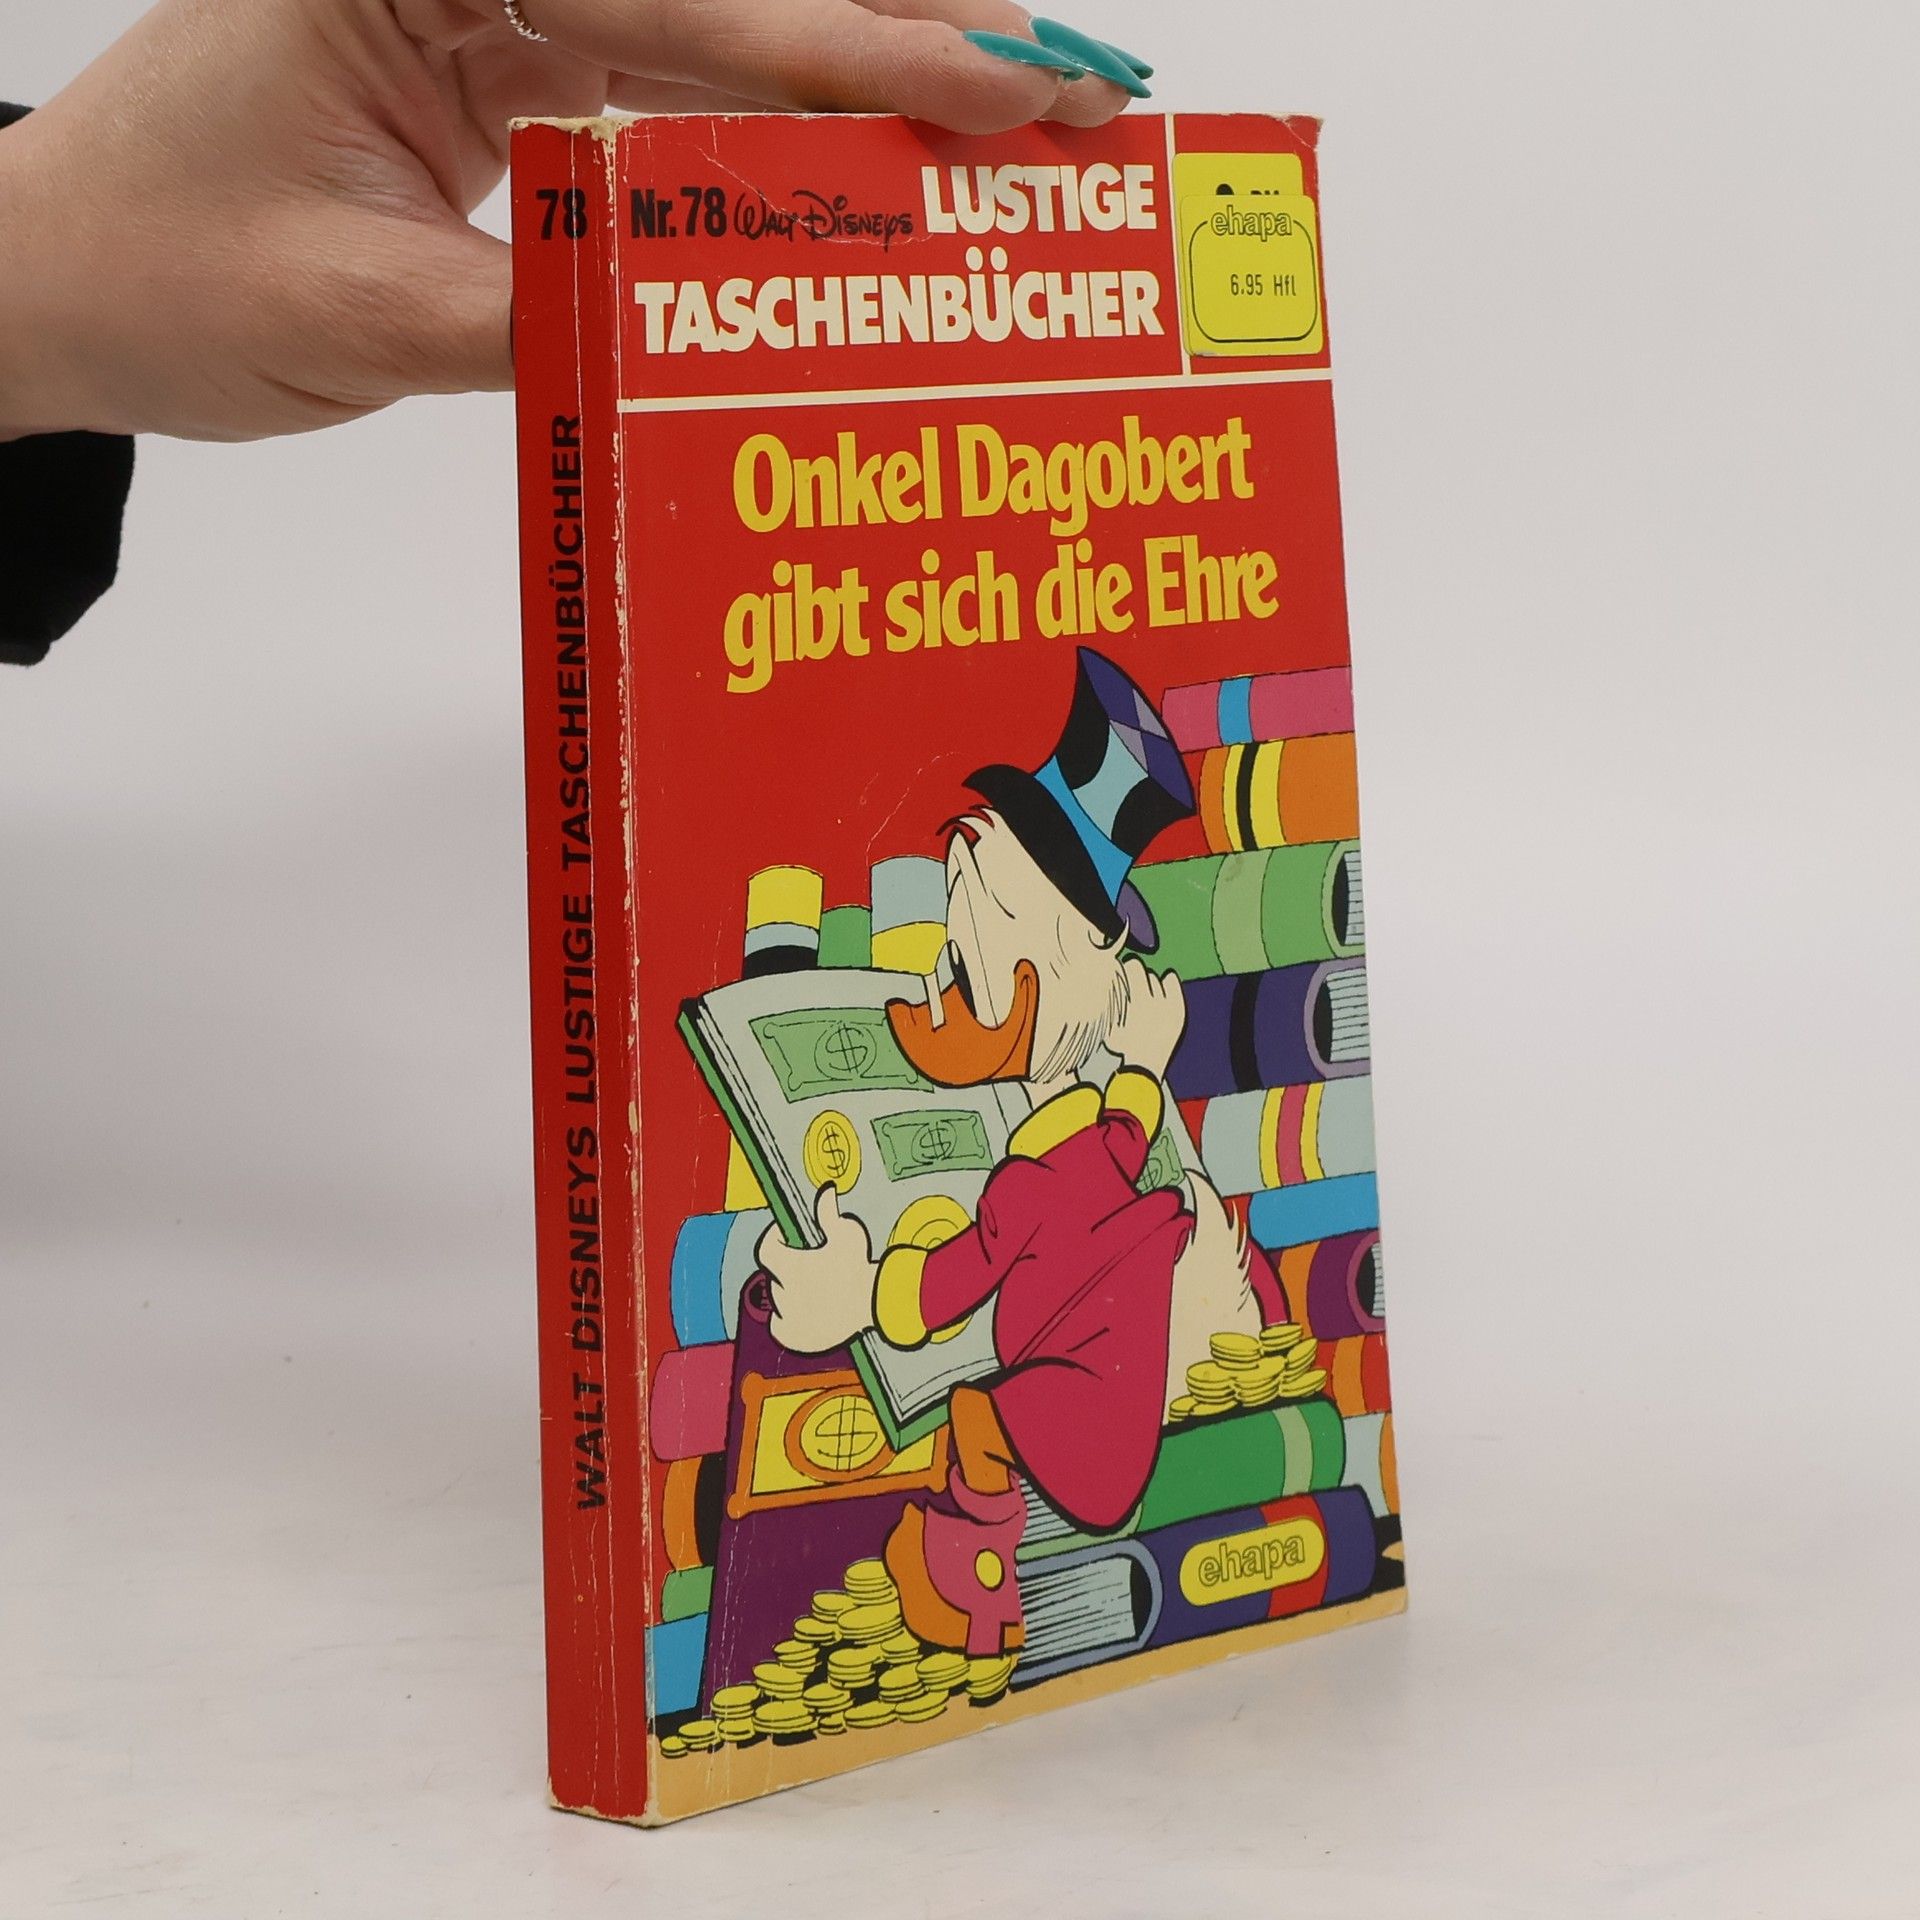 78
WALT DISNEYS LUSTIGE TASCHENBÜCHER
Nr. 78 Walt Disneys LUSTIGE
TASCHENBÜCHER
ehapa
6.95 Hfl
Onkel Dagobert
gibt sich die Ehre
$
$
$
$
$
ehapa